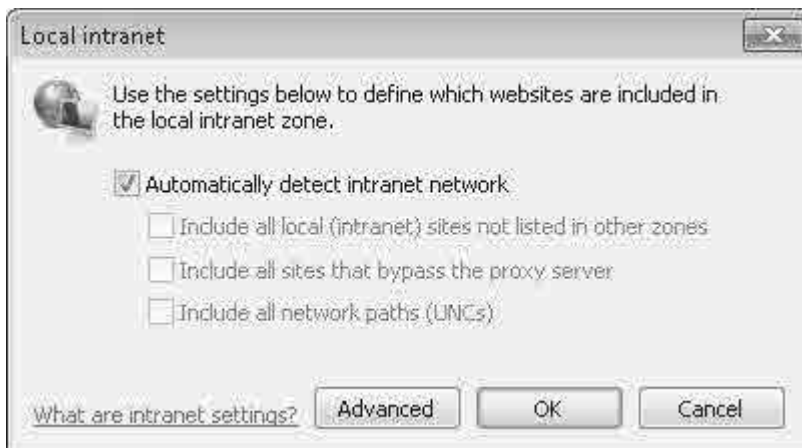 Local intranet
Use the settings below to define which websites are included in
the local intranet zone.
Automatically detect intranet network
Include all local (intranet) sites not listed in other zones
Include all sites that bypass the proxy server
Include all network paths (UNCs)
What are intranet settings? Advanced OK Cancel